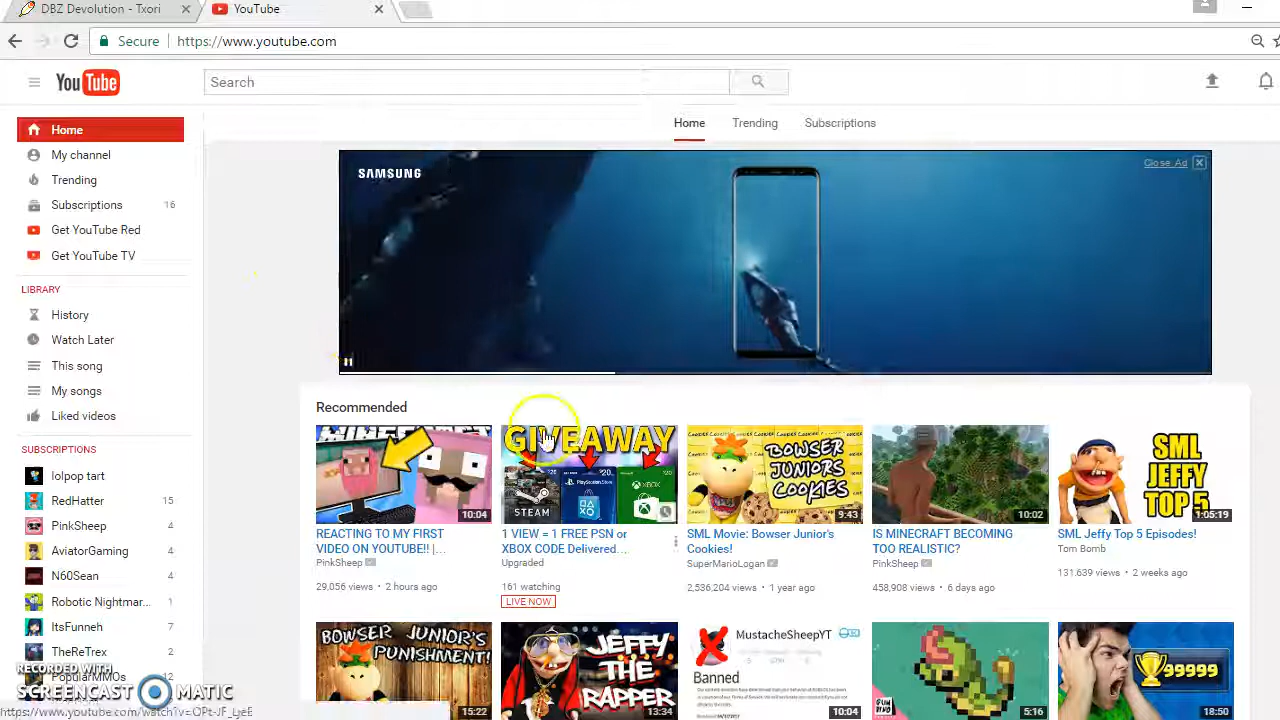 DBZ Devolution - Txori
YouTube
Secure
https://www.youtube.com
YouTube
Search
Home
Trending
Subscriptions
Home
My channel
Trending
Subscriptions 16
Get YouTube Red
Get YouTube TV
LIBRARY
History
Watch Later
This song
My songs
Liked videos
SUBSCRIPTIONS
lol pop tart
RedHatter 15
PinkSheep 4
AviatorGaming 4
N60Sean 4
Robotic Nightmar... 1
ItsFunneh 7
TheReTrex 2
RECORDED WITH
SCREENCAST MATIC
SAMSUNG
Close Ad
Recommended
MINECRAFT
10:04
REACTING TO MY FIRST
VIDEO ON YOUTUBE!! |...
PinkSheep
29,056 views • 2 hours ago
GIVEAWAY
$20
PlayStation Store
XBOX
STEAM
1 VIEW = 1 FREE PSN or
XBOX CODE Delivered...
Upgraded
161 watching
LIVE NOW
BOWSER
JUNIORS
COOKIES
9:43
SML Movie: Bowser Junior's
Cookies!
SuperMarioLogan
2,536,204 views • 1 year ago
10:02
IS MINECRAFT BECOMING
TOO REALISTIC?
PinkSheep
458,908 views • 6 days ago
SML
JEFFY
TOP 5
1:05:19
SML Jeffy Top 5 Episodes!
Tom Bomb
131,639 views • 2 weeks ago
BOWSER JUNIOR'S
PUNISHMENT!
15:22
JEFFY
THE
RAPPER
13:34
MustacheSheepYT
Banned
10:04
5:16
99999
18:50